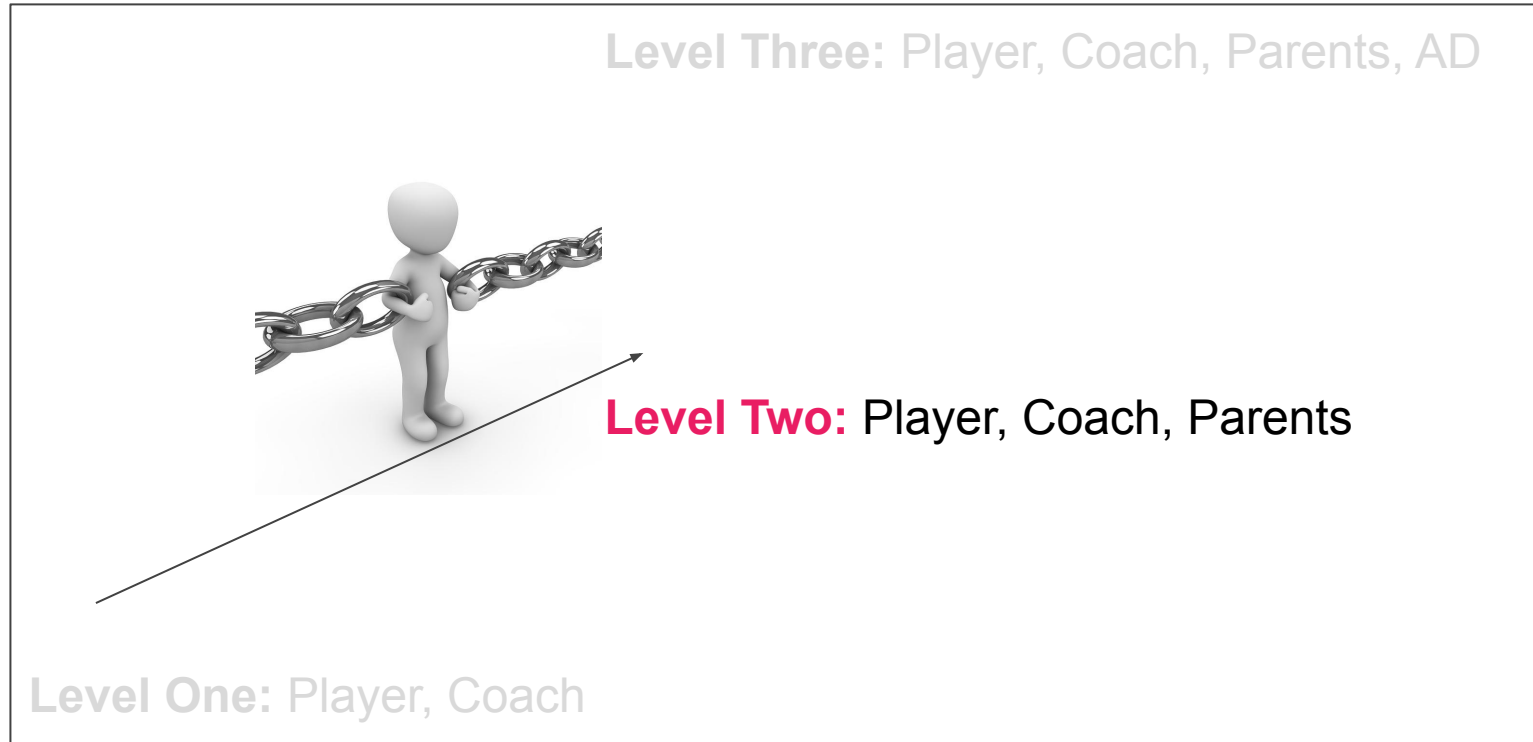 Level Three: Player, Coach, Parents, AD
Level Two: Player, Coach, Parents
Level One: Player, Coach